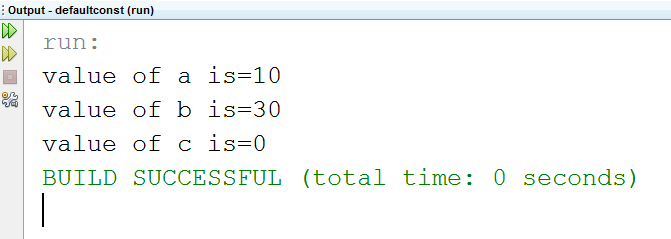 Output - defaultconst (run)
run:
value of a is=10
value of b is=30
value of c is=0
BUILD SUCCESSFUL (total time: 0 seconds)